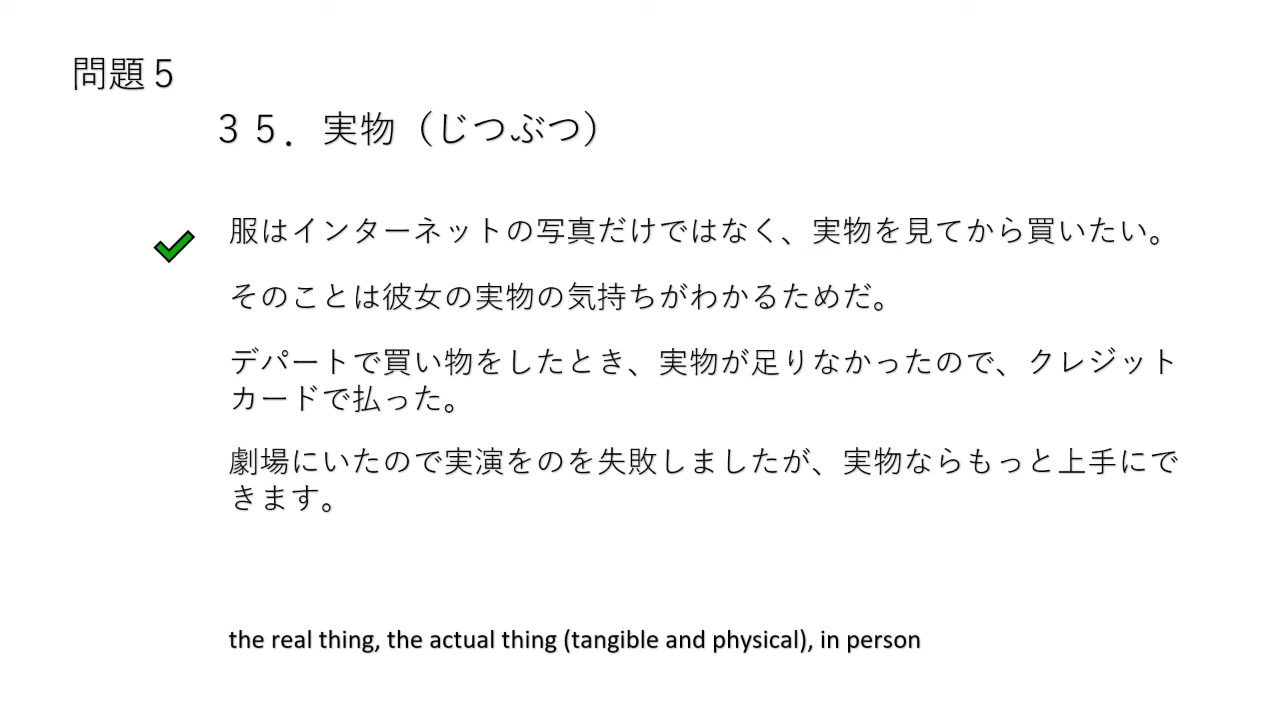 問題５
３５．実物（じつぶつ）
服はインターネットの写真だけではなく、実物を見てから買いたい。
そのことは彼女の実物の気持ちがわかるためだ。
デパートで買い物をしたとき、実物が足りなかったので、クレジット
カードで払った。
劇場にいたので実演をのを失敗しましたが、実物ならもっと上手にで
きます。
the real thing, the actual thing (tangible and physical), in person